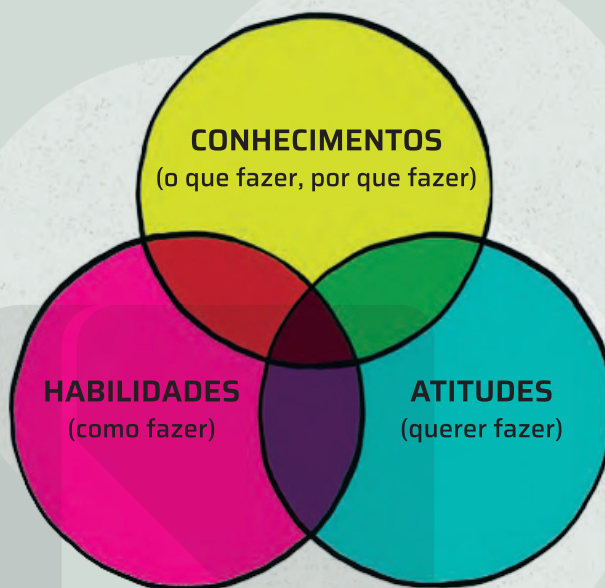 CONHECIMENTOS
(o que fazer, por que fazer)
HABILIDADES
(como fazer)
ATITUDES
(querer fazer)